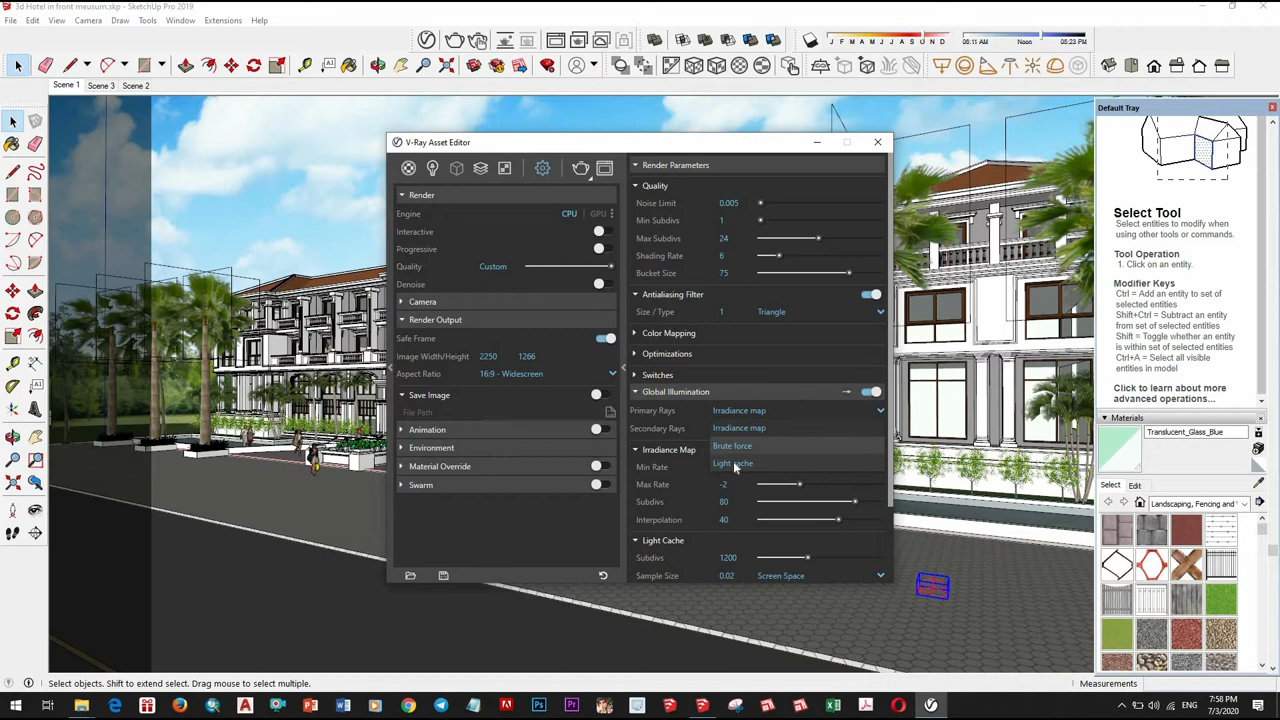 3d Hotel in front meusum.skp - SketchUp Pro 2019
File Edit View Camera Draw Tools Window Extensions Help
J F M A M J J A S O N D
06:11 AM Noon 05:23 PM
Scene 1 Scene 3 Scene 2
Default Tray
V-Ray Asset Editor
Render
Engine CPU GPU
Interactive
Progressive
Quality Custom
Denoise
Camera
Render Output
Safe Frame
Image Width/Height 2250 1266
Aspect Ratio 16:9 - Widescreen
Save Image
File Path
Animation
Environment
Material Override
Swarm
Render Parameters
Quality
Noise Limit 0.005
Min Subdivs 1
Max Subdivs 24
Shading Rate 6
Bucket Size 75
Antialiasing Filter
Size / Type 1 Triangle
Color Mapping
Optimizations
Switches
Global Illumination
Primary Rays Irradiance map
Secondary Rays Irradiance map
Brute force
Irradiance Map
Light cache
Min Rate
Max Rate -2
Subdivs 80
Interpolation 40
Light Cache
Subdivs 1200
Sample Size 0.02 Screen Space
Select Tool
Select entities to modify when
using other tools or commands.
Tool Operation
1. Click on an entity.
Modifier Keys
Ctrl = Add an entity to set of
selected entities
Shift+Ctrl = Subtract an entity
from set of selected entities
Shift = Toggle whether an entity
is within set of selected entities
Ctrl+A = Select all visible
entities in model
Click to learn about more
advanced operations...
Materials
Translucent_Glass_Blue
Select Edit
Landscaping, Fencing and
Select objects. Shift to extend select. Drag mouse to select multiple.
Measurements
ENG
7:58 PM
7/3/2020